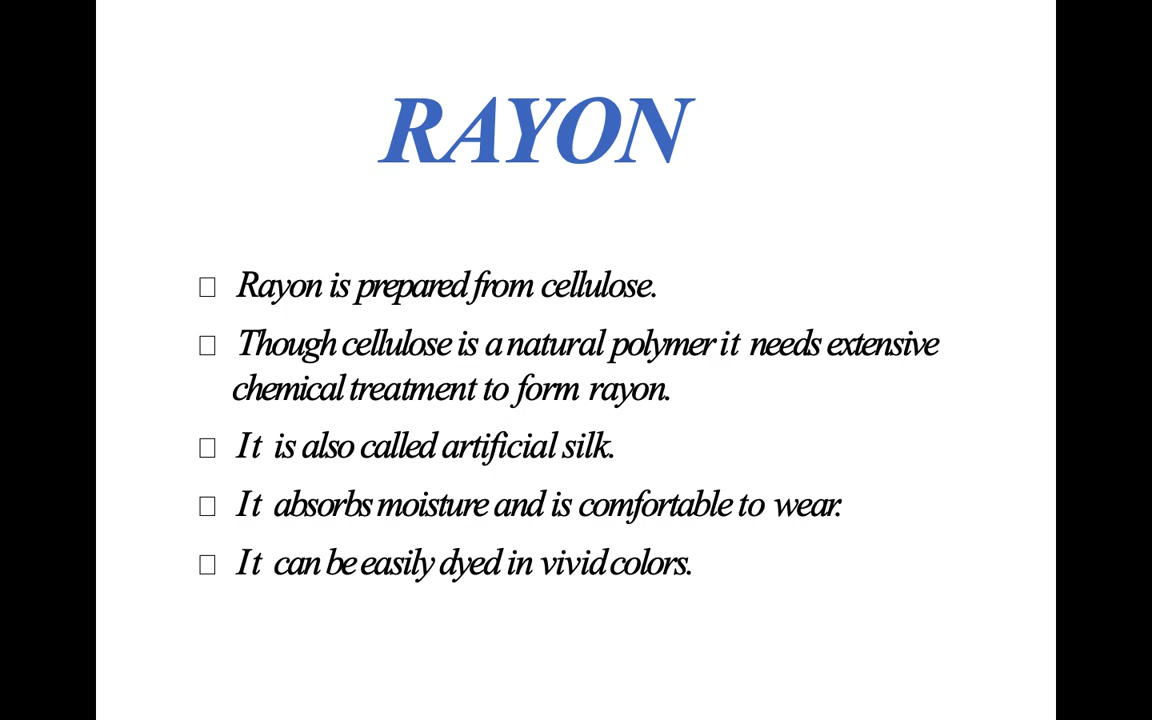 RAYON
□ Rayon is prepared from cellulose.
□ Though cellulose is a natural polymer it needs extensive
chemical treatment to form rayon.
□ It is also called artificial silk.
□ It absorbs moisture and is comfortable to wear.
□ It can be easily dyed in vivid colors.